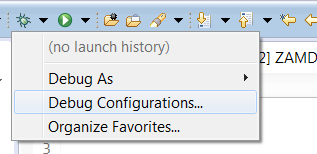 (no launch history)
2] ZAMD
Debug As
Debug Configurations...
Organize Favorites...
3